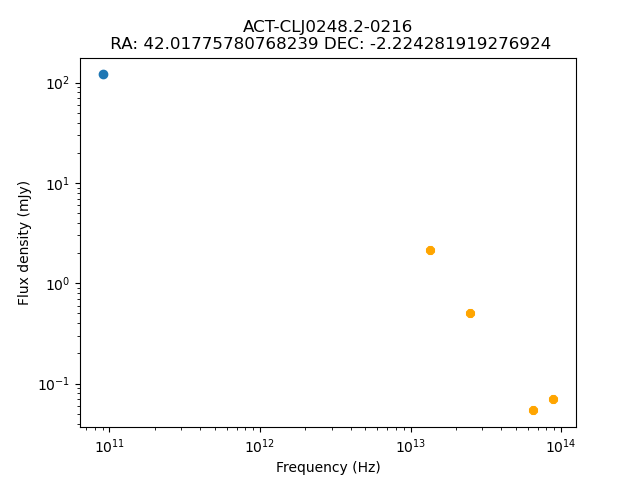 ACT-CLJ0248.2-0216
RA: 42.01775780768239 DEC: -2.224281919276924
Flux density (mJy)
10²
10¹
10⁰
10⁻¹
10¹¹ 10¹² 10¹³ 10¹⁴
Frequency (Hz)